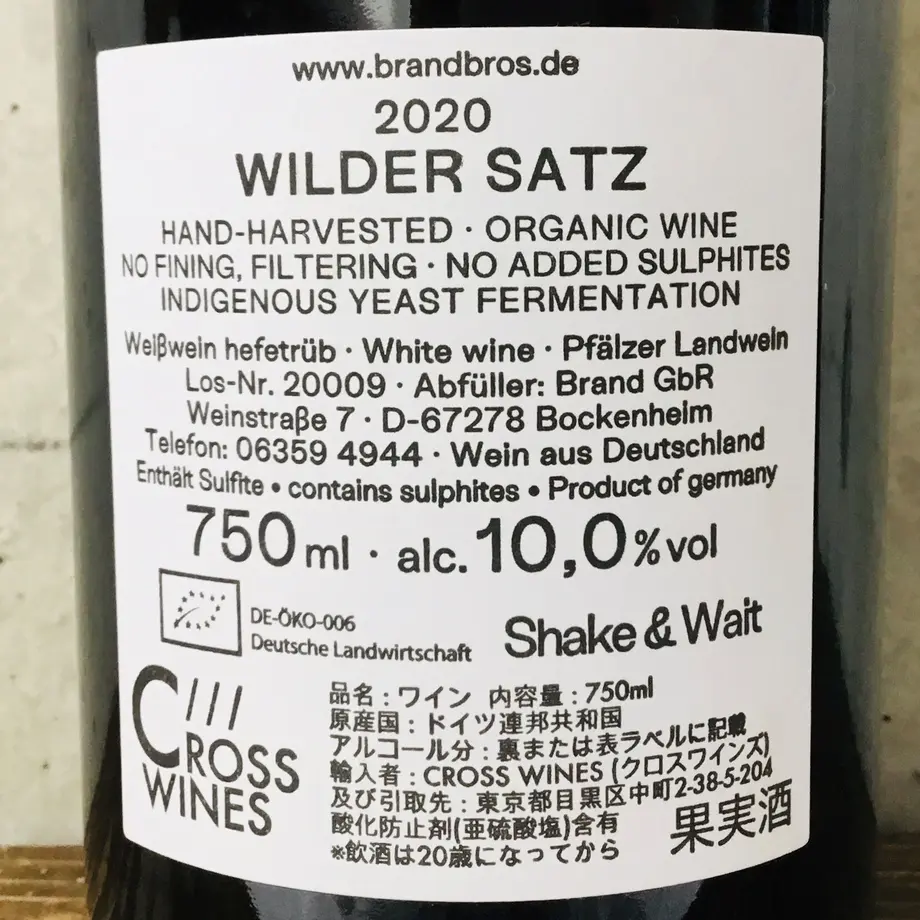 www.brandbros.de
2020
WILDER SATZ
HAND-HARVESTED · ORGANIC WINE
NO FINING, FILTERING · NO ADDED SULPHITES
INDIGENOUS YEAST FERMENTATION
Weißwein hefetrüb · White wine · Pfälzer Landwein
Los-Nr. 20009 · Abfüller: Brand GbR
Weinstraße 7 · D-67278 Bockenheim
Telefon: 06359 4944 · Wein aus Deutschland
Enthält Sulfite • contains sulphites • Product of germany
750 ml · alc. 10,0 % vol
DE-ÖKO-006
Deutsche Landwirtschaft
Shake & Wait
CROSS
WINES
品名：ワイン 内容量：750ml
原産国：ドイツ連邦共和国
アルコール分：裏または表ラベルに記載
輸入者：CROSS WINES (クロスワインズ)
及び引取先：東京都目黒区中町2-38-5-204
酸化防止剤(亜硫酸塩)含有
※飲酒は20歳になってから
果実酒